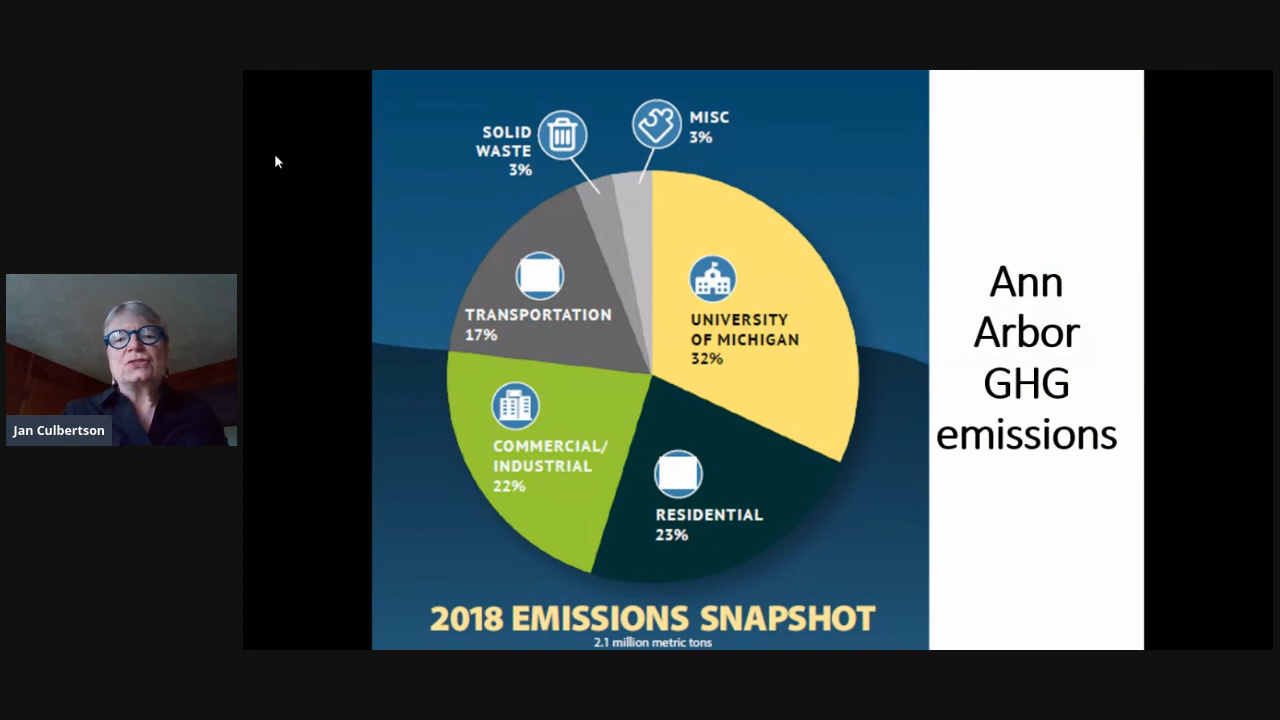 SOLID
WASTE
3%
MISC
3%
TRANSPORTATION
17%
UNIVERSITY
OF MICHIGAN
32%
COMMERCIAL/
INDUSTRIAL
22%
RESIDENTIAL
23%
2018 EMISSIONS SNAPSHOT
2.1 million metric tons
Ann
Arbor
GHG
emissions
Jan Culbertson